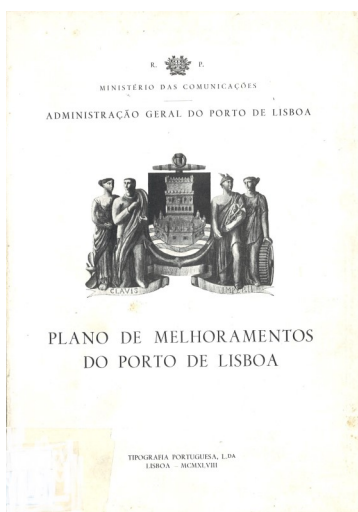 R. P.
MINISTÉRIO DAS COMUNICAÇÕES
ADMINISTRAÇÃO GERAL DO PORTO DE LISBOA
CLAVIS
PLANO DE MELHORAMENTOS
DO PORTO DE LISBOA
TIPOGRAFIA PORTUGUESA, L.DA
LISBOA — MCMXLVIII